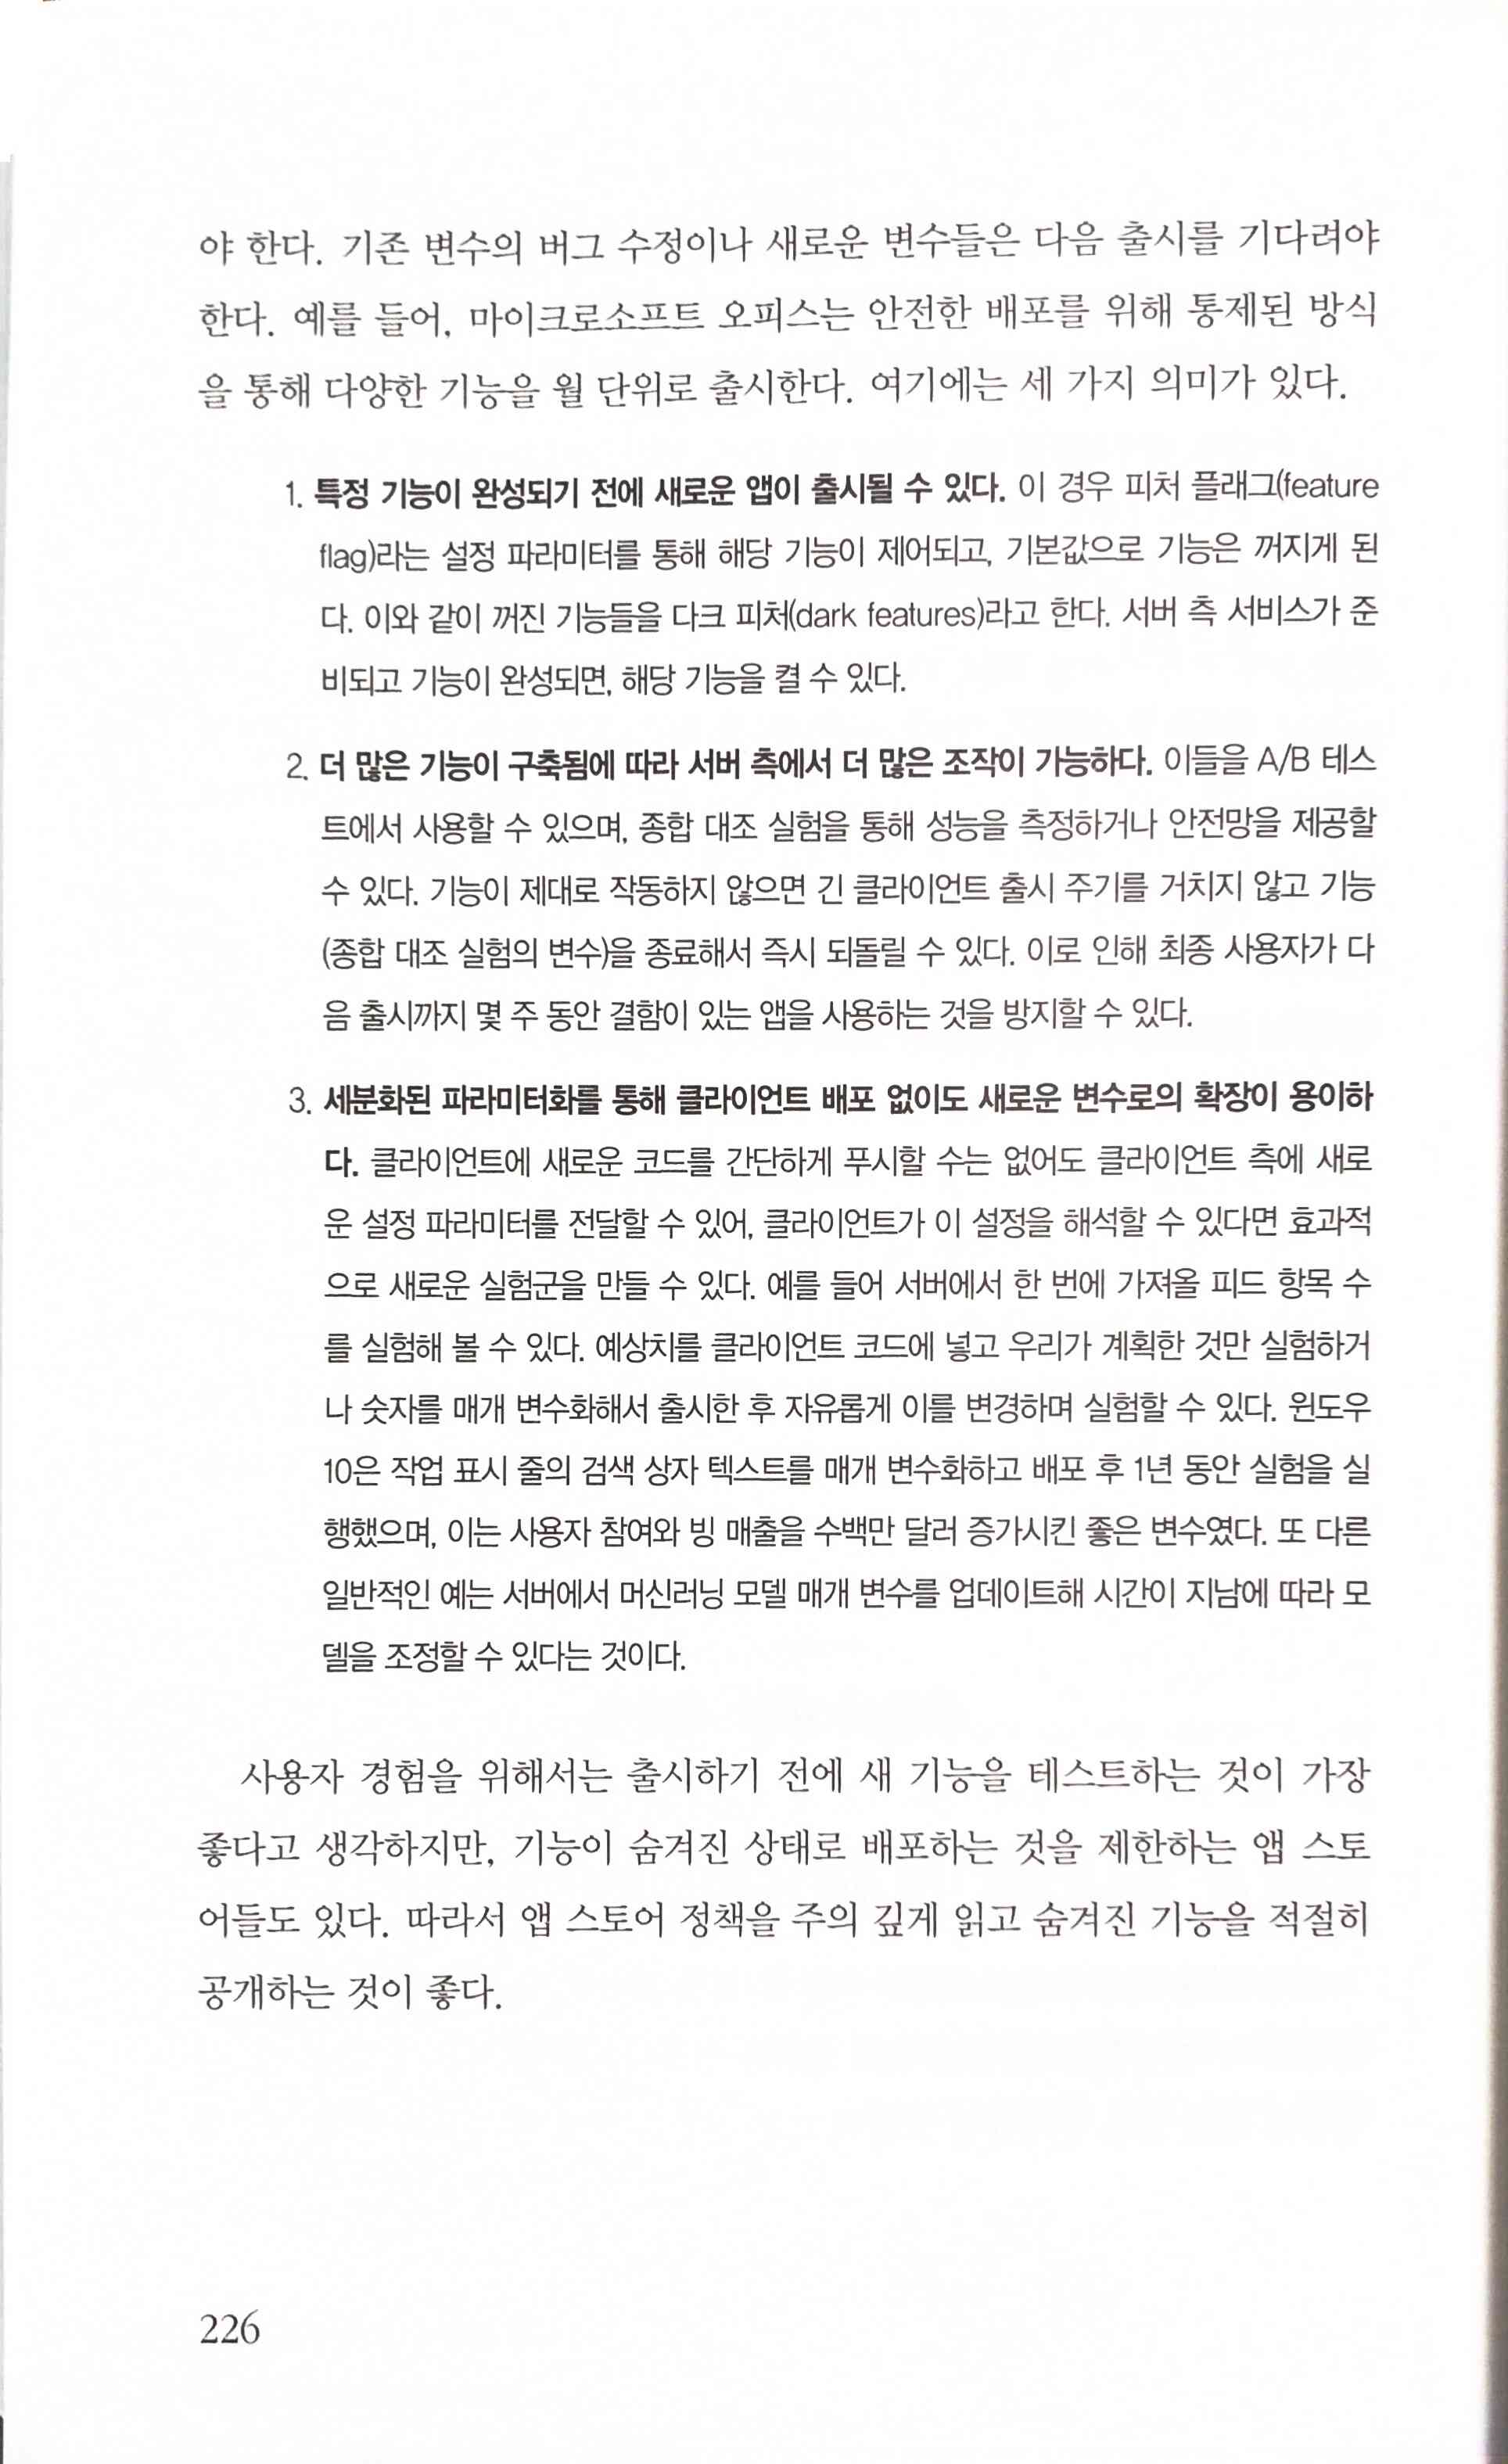 야 한다. 기존 변수의 버그 수정이나 새로운 변수들은 다음 출시를 기다려야
한다. 예를 들어, 마이크로소프트 오피스는 안전한 배포를 위해 통제된 방식
을 통해 다양한 기능을 월 단위로 출시한다. 여기에는 세 가지 의미가 있다.
1. 특정 기능이 완성되기 전에 새로운 앱이 출시될 수 있다. 이 경우 피처 플래그(feature
flag)라는 설정 파라미터를 통해 해당 기능이 제어되고, 기본값으로 기능은 꺼지게 된
다. 이와 같이 꺼진 기능들을 다크 피처(dark features)라고 한다. 서버 측 서비스가 준
비되고 기능이 완성되면, 해당 기능을 켤 수 있다.
2. 더 많은 기능이 구축됨에 따라 서버 측에서 더 많은 조작이 가능하다. 이들을 A/B 테스
트에서 사용할 수 있으며, 종합 대조 실험을 통해 성능을 측정하거나 안전망을 제공할
수 있다. 기능이 제대로 작동하지 않으면 긴 클라이언트 출시 주기를 거치지 않고 기능
(종합 대조 실험의 변수)을 종료해서 즉시 되돌릴 수 있다. 이로 인해 최종 사용자가 다
음 출시까지 몇 주 동안 결함이 있는 앱을 사용하는 것을 방지할 수 있다.
3. 세분화된 파라미터화를 통해 클라이언트 배포 없이도 새로운 변수로의 확장이 용이하
다. 클라이언트에 새로운 코드를 간단하게 푸시할 수는 없어도 클라이언트 측에 새로
운 설정 파라미터를 전달할 수 있어, 클라이언트가 이 설정을 해석할 수 있다면 효과적
으로 새로운 실험군을 만들 수 있다. 예를 들어 서버에서 한 번에 가져올 피드 항목 수
를 실험해 볼 수 있다. 예상치를 클라이언트 코드에 넣고 우리가 계획한 것만 실험하거
나 숫자를 매개 변수화해서 출시한 후 자유롭게 이를 변경하며 실험할 수 있다. 윈도우
10은 작업 표시 줄의 검색 상자 텍스트를 매개 변수화하고 배포 후 1년 동안 실험을 실
행했으며, 이는 사용자 참여와 빙 매출을 수백만 달러 증가시킨 좋은 변수였다. 또 다른
일반적인 예는 서버에서 머신러닝 모델 매개 변수를 업데이트해 시간이 지남에 따라 모
델을 조정할 수 있다는 것이다.
사용자 경험을 위해서는 출시하기 전에 새 기능을 테스트하는 것이 가장
좋다고 생각하지만, 기능이 숨겨진 상태로 배포하는 것을 제한하는 앱 스토
어들도 있다. 따라서 앱 스토어 정책을 주의 깊게 읽고 숨겨진 기능을 적절히
공개하는 것이 좋다.
226